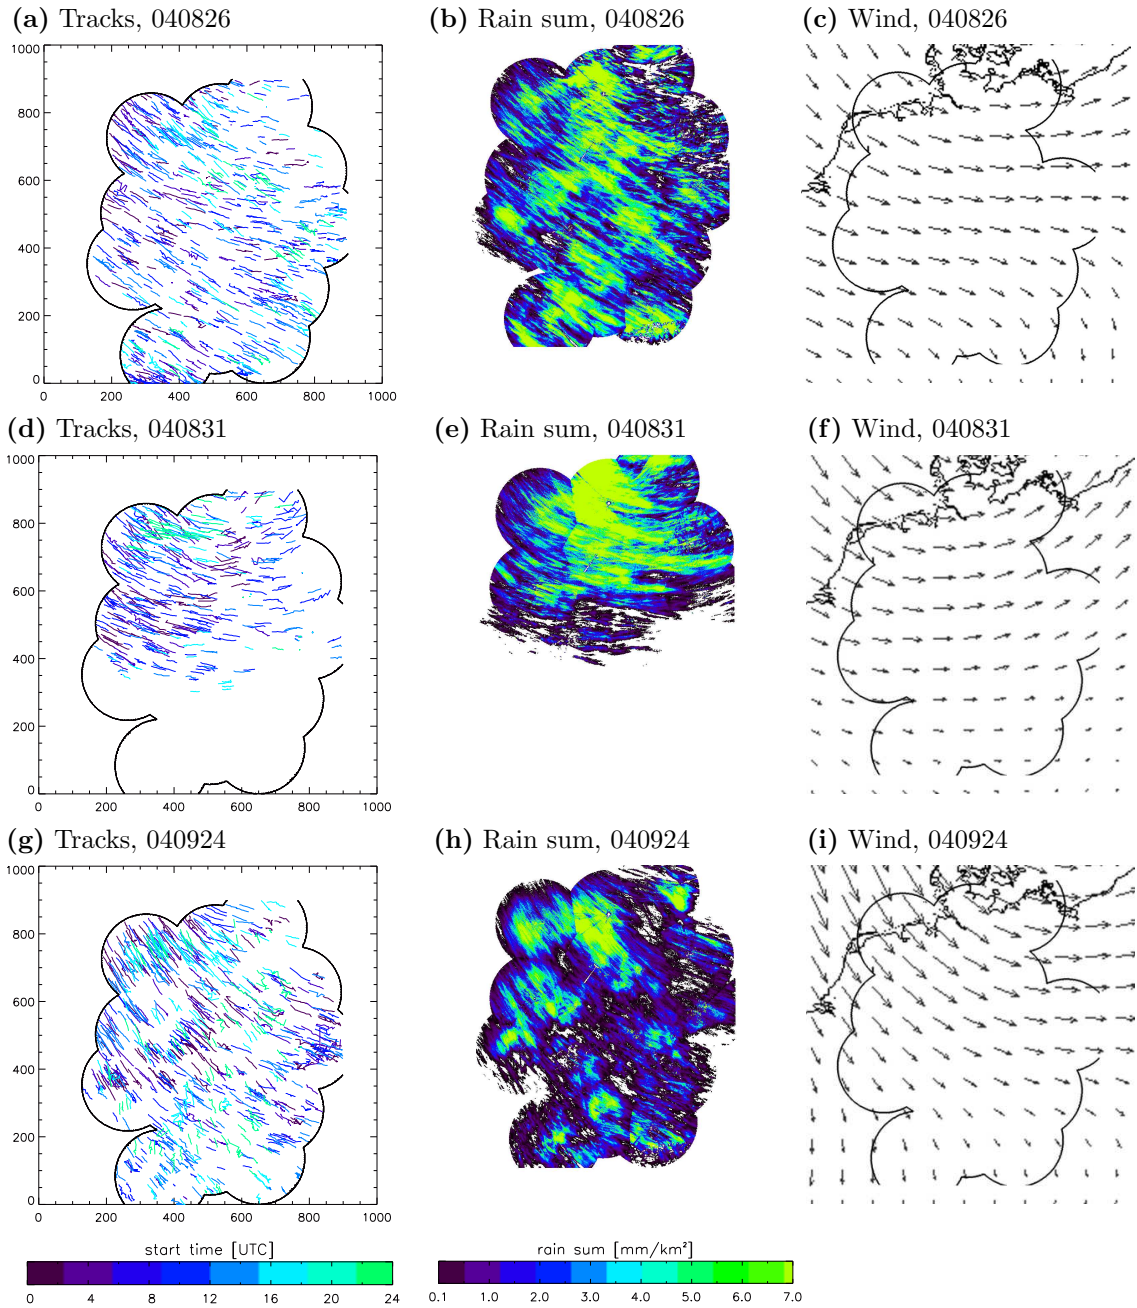 (a) Tracks, 040826
(b) Rain sum, 040826
(c) Wind, 040826
1000
800
600
400
200
0
0 200 400 600 800 1000
(d) Tracks, 040831
(e) Rain sum, 040831
(f) Wind, 040831
1000
800
600
400
200
0
0 200 400 600 800 1000
(g) Tracks, 040924
(h) Rain sum, 040924
(i) Wind, 040924
1000
800
600
400
200
0
0 200 400 600 800 1000
start time [UTC]
0 4 8 12 16 20 24
rain sum [mm/km²]
0.1 1.0 2.0 3.0 4.0 5.0 6.0 7.0